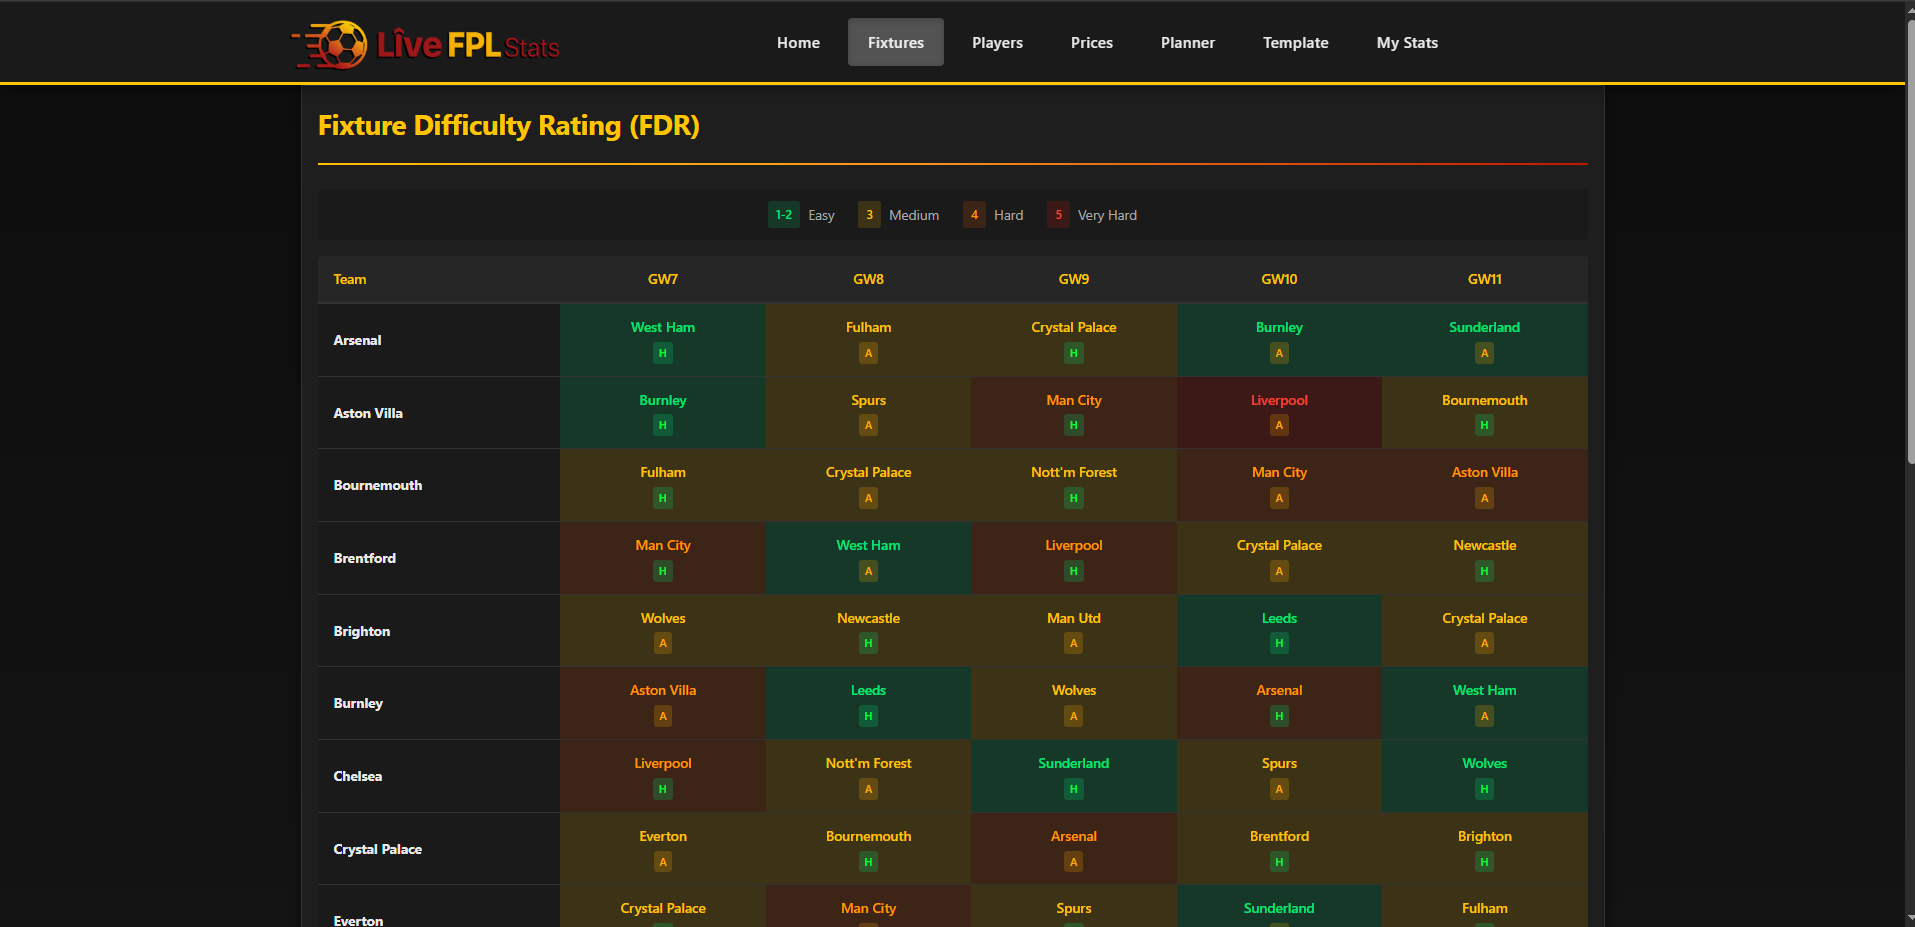 Lîve FPL Stats
Home Fixtures Players Prices Planner Template My Stats
Fixture Difficulty Rating (FDR)
1-2 Easy 3 Medium 4 Hard 5 Very Hard
Team GW7 GW8 GW9 GW10 GW11
West Ham Fulham Crystal Palace Burnley Sunderland
Arsenal
H A H A A
Burnley Spurs Man City Liverpool Bournemouth
Aston Villa
H A H A H
Fulham Crystal Palace Nott'm Forest Man City Aston Villa
Bournemouth
H A H A A
Man City West Ham Liverpool Crystal Palace Newcastle
Brentford
H A H A H
Wolves Newcastle Man Utd Leeds Crystal Palace
Brighton
A H A H A
Aston Villa Leeds Wolves Arsenal West Ham
Burnley
A H A H A
Liverpool Nott'm Forest Sunderland Spurs Wolves
Chelsea
H A H A H
Everton Bournemouth Arsenal Brentford Brighton
Crystal Palace
A H A H H
Crystal Palace Man City Spurs Sunderland Fulham
Everton